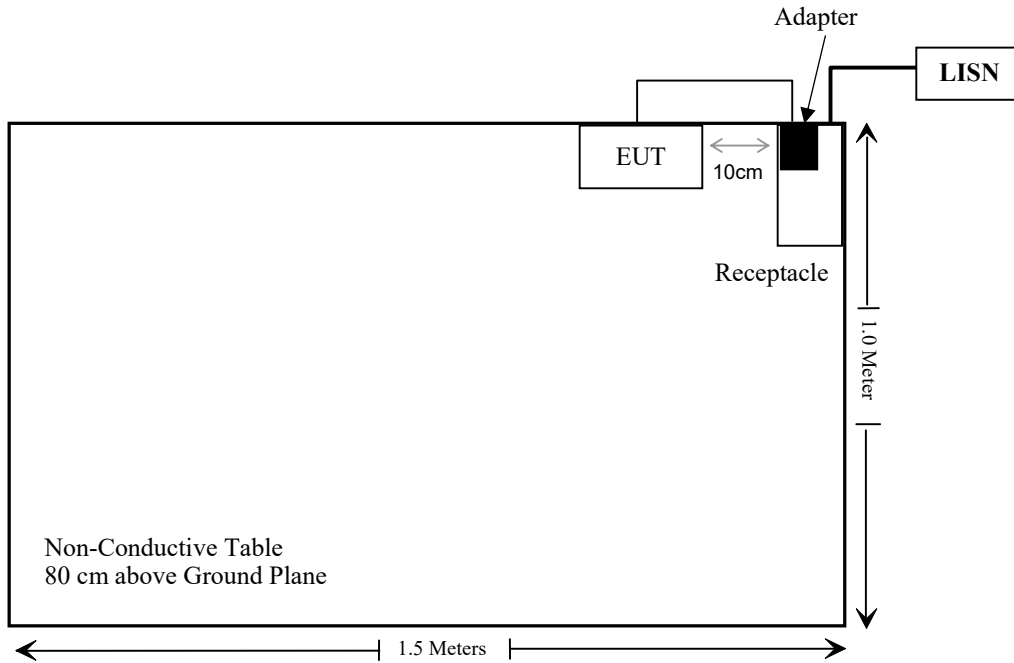 Adapter
LISN
EUT
10cm
Receptacle
1.0 Meter
Non-Conductive Table
80 cm above Ground Plane
1.5 Meters